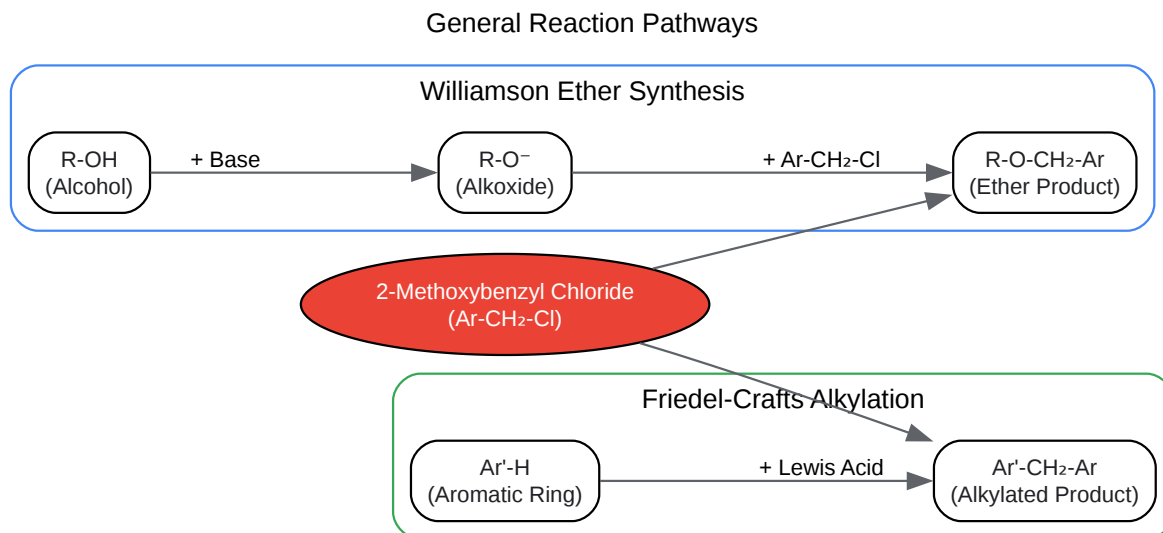 General Reaction Pathways
Williamson Ether Synthesis
R-OH
(Alcohol)
+ Base
R-O⁻
(Alkoxide)
+ Ar-CH₂-Cl
R-O-CH₂-Ar
(Ether Product)
2-Methoxybenzyl Chloride
(Ar-CH₂-Cl)
Friedel-Crafts Alkylation
Ar'-H
(Aromatic Ring)
+ Lewis Acid
Ar'-CH₂-Ar
(Alkylated Product)